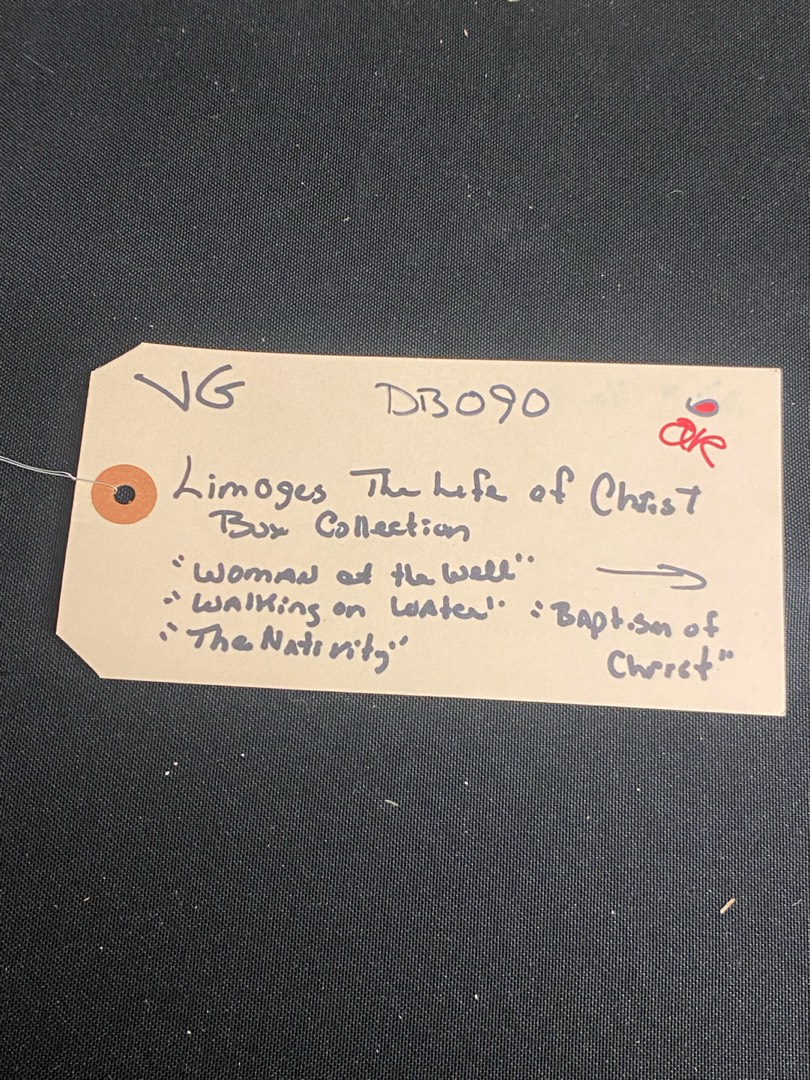 VG DB090
OK
Limoges The Life of Christ
Box Collection
"Woman at the Well" →
"Walking on Water" "Baptism of
"The Nativity" Christ"